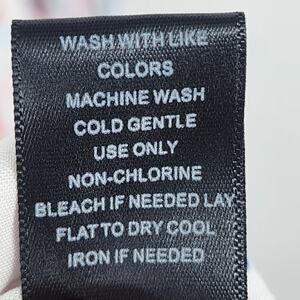 WASH WITH LIKE
COLORS
MACHINE WASH
COLD GENTLE
USE ONLY
NON-CHLORINE
BLEACH IF NEEDED LAY
FLAT TO DRY COOL
IRON IF NEEDED